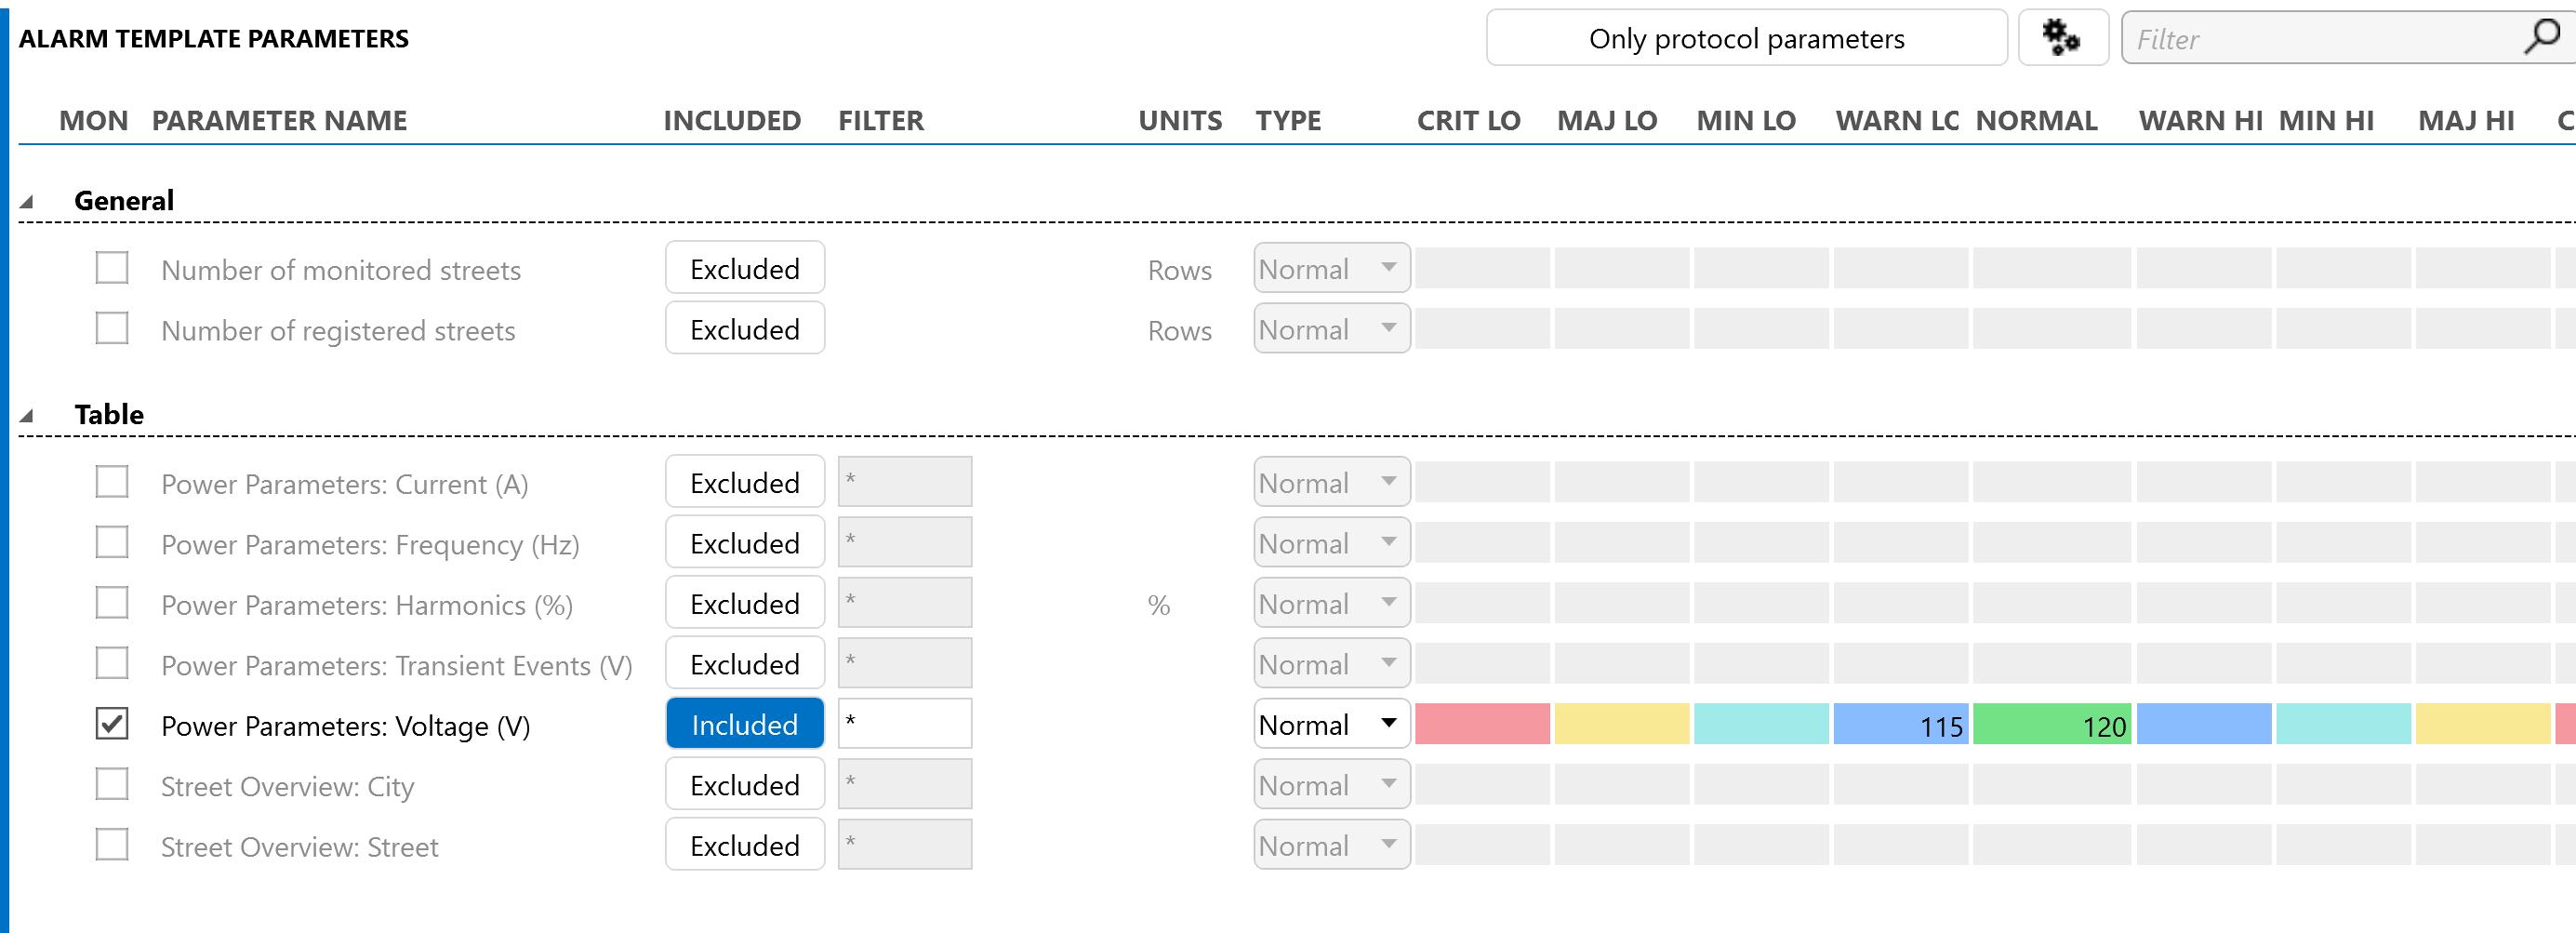 ALARM TEMPLATE PARAMETERS Only protocol parameters Filter
MON PARAMETER NAME INCLUDED FILTER UNITS TYPE CRIT LO MAJ LO MIN LO WARN LO NORMAL WARN HI MIN HI MAJ HI C
General
Number of monitored streets Excluded Rows Normal
Number of registered streets Excluded Rows Normal
Table
Power Parameters: Current (A) Excluded * Normal
Power Parameters: Frequency (Hz) Excluded * Normal
Power Parameters: Harmonics (%) Excluded * % Normal
Power Parameters: Transient Events (V) Excluded * Normal
Power Parameters: Voltage (V) Included * Normal 115 120
Street Overview: City Excluded * Normal
Street Overview: Street Excluded * Normal